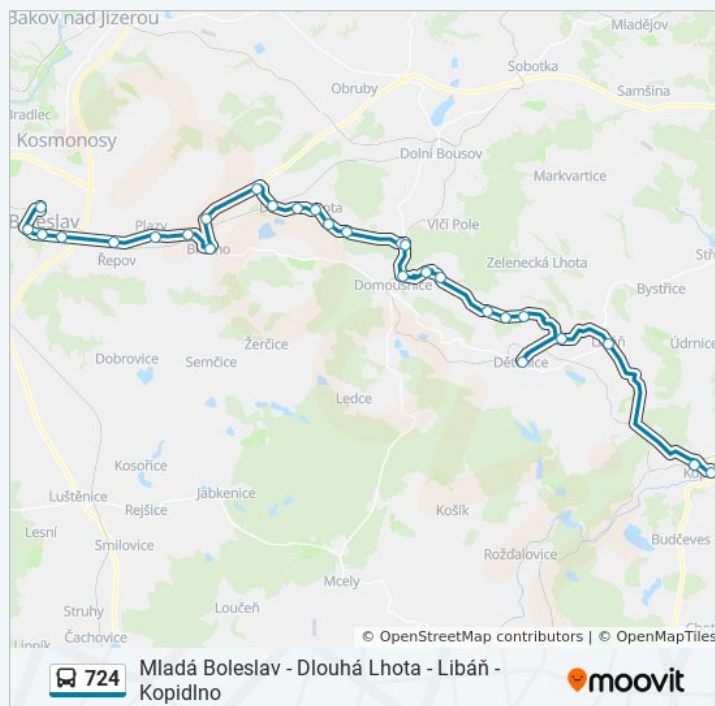 Bakov nad Jizerou
Mladějov
Sobotka
Obruby
Samšina
Bradlec
Kosmonosy
Dolní Bousov
Markvartice
Boleslav
Plazy
Vlčí Pole
Řepov
Zelenecká Lhota
Domousnice
Bystřice
Žerčice
Údrnice
Dobrovice
Semčice
Dětenice
Ledce
Kosořice
Luštěnice
Jabkenice
Rejšice
Košík
Lesní
Smilovice
Rožďalovice
Budčeves
Mcely
Struhy
Loučeň
Čachovice
© OpenStreetMap contributors | © OpenMapTiles
724
Mladá Boleslav - Dlouhá Lhota - Libáň -
Kopidlno
moovit